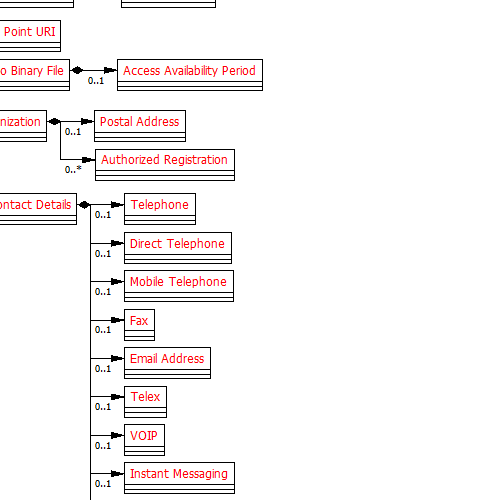 Point URI
o Binary File
0..1
Access Availability Period
nization
0..1
Postal Address
0..*
Authorized Registration
ontact Details
0..1
Telephone
0..1
Direct Telephone
0..1
Mobile Telephone
0..1
Fax
0..1
Email Address
0..1
Telex
0..1
VOIP
0..1
Instant Messaging